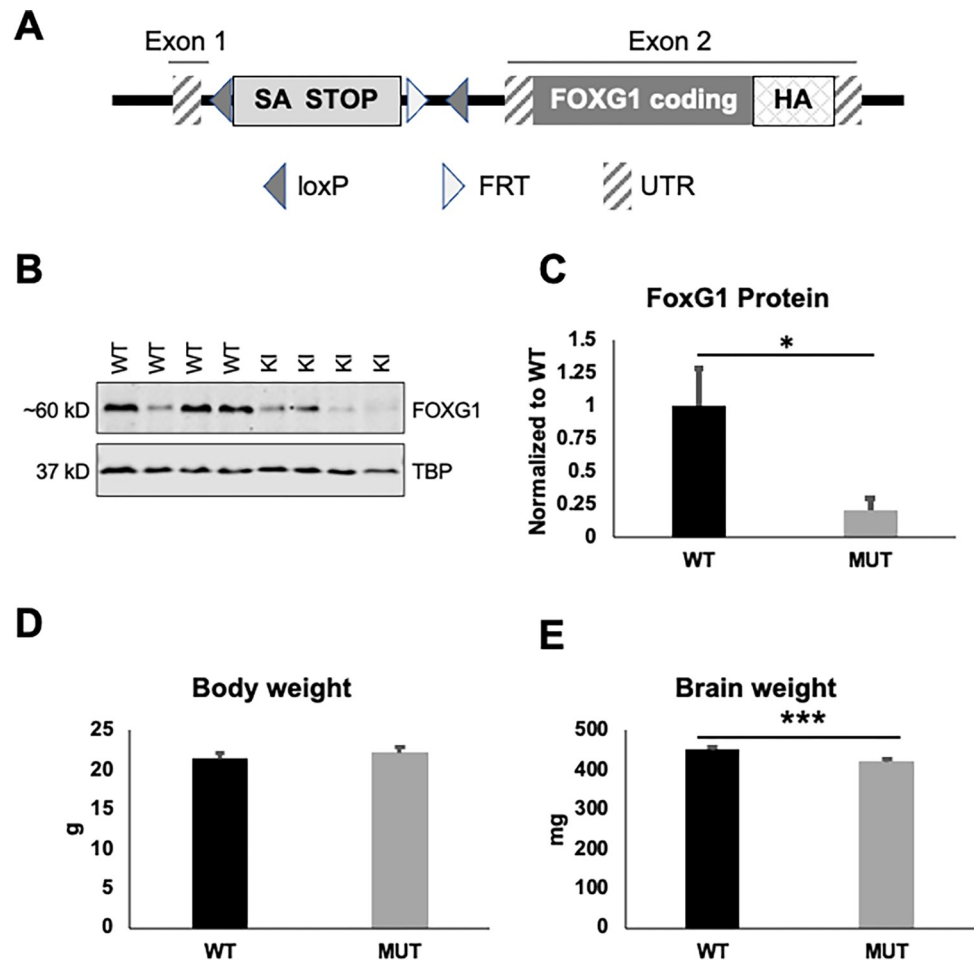 A
Exon 1
Exon 2
SA STOP
FOXG1 coding
HA
loxP
FRT
UTR
B
WT WT WT WT KI KI KI KI
~60 kD
FOXG1
37 kD
TBP
C
FoxG1 Protein
Normalized to WT
1.5
1.25
1
0.75
0.5
0.25
0
*
WT
MUT
D
Body weight
g
25
20
15
10
5
0
WT
MUT
E
Brain weight
***
mg
500
400
300
200
100
0
WT
MUT